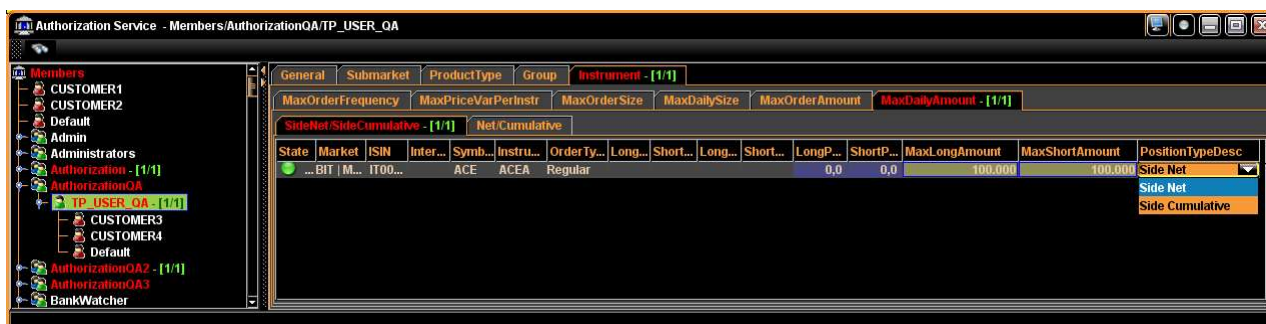 Authorization Service - Members/AuthorizationQA/TP_USER_QA
Members
CUSTOMER1
CUSTOMER2
Default
Admin
Administrators
Authorization - [1/1]
AuthorizationQA
TP_USER_QA - [1/1]
CUSTOMER3
CUSTOMER4
Default
AuthorizationQA2 - [1/1]
AuthorizationQA3
BankWatcher
General Submarket ProductType Group Instrument - [1/1]
MaxOrderFrequency MaxPriceVarPerInstr MaxOrderSize MaxDailySize MaxOrderAmount MaxDailyAmount - [1/1]
SideNet/SideCumulative - [1/1] Net/Cumulative
State Market ISIN Inter... Symb... Instru... OrderTy... Long... Short... Long... Short... LongP... ShortP... MaxLongAmount MaxShortAmount PositionTypeDesc
... BIT | M... IT00... ACE ACEA Regular 0,0 0,0 100.000 100.000 Side Net
Side Net
Side Cumulative